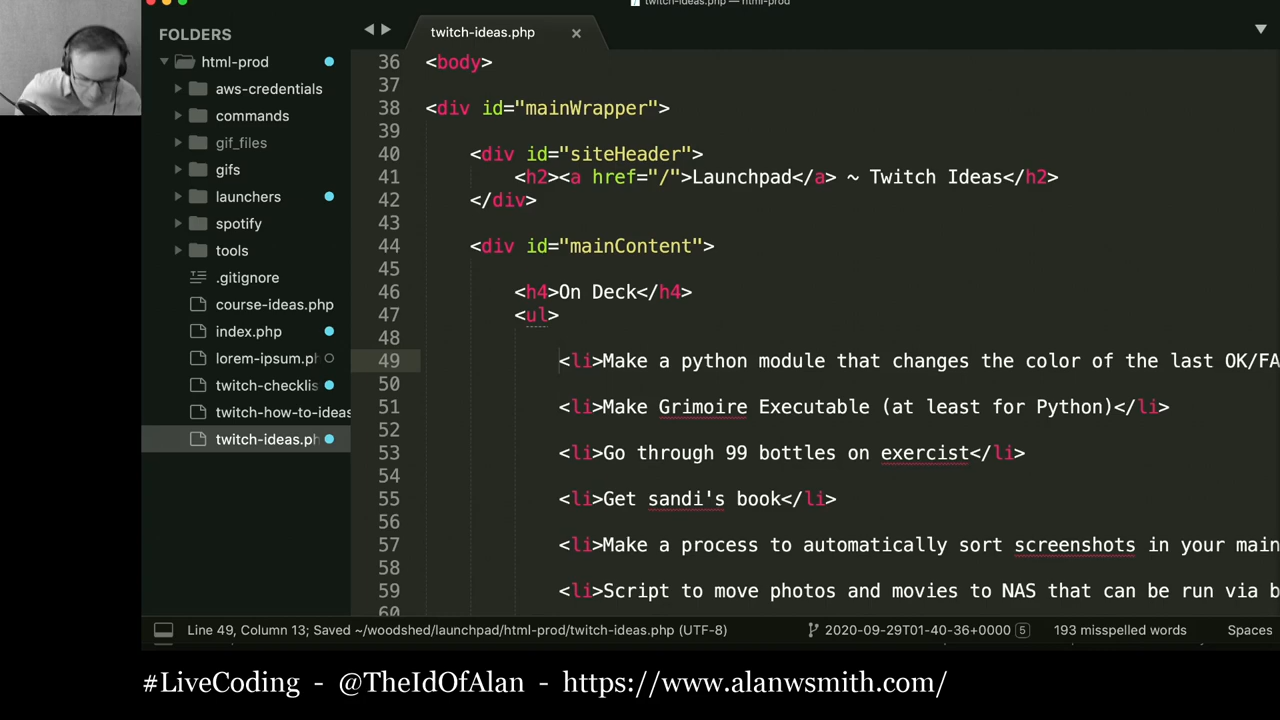 twitch-ideas.php — html-prod
FOLDERS
html-prod
aws-credentials
commands
gif_files
gifs
launchers
spotify
tools
.gitignore
course-ideas.php
index.php
lorem-ipsum.ph
twitch-checklis
twitch-how-to-ideas
twitch-ideas.ph
twitch-ideas.php ×
36 <body>
37
38 <div id="mainWrapper">
39
40 <div id="siteHeader">
41 <h2><a href="/">Launchpad</a> ~ Twitch Ideas</h2>
42 </div>
43
44 <div id="mainContent">
45
46 <h4>On Deck</h4>
47 <ul>
48
49 <li>Make a python module that changes the color of the last OK/FA
50
51 <li>Make Grimoire Executable (at least for Python)</li>
52
53 <li>Go through 99 bottles on exercist</li>
54
55 <li>Get sandi's book</li>
56
57 <li>Make a process to automatically sort screenshots in your main
58
59 <li>Script to move photos and movies to NAS that can be run via b
60
Line 49, Column 13; Saved ~/woodshed/launchpad/html-prod/twitch-ideas.php (UTF-8) 2020-09-29T01-40-36+0000 5 193 misspelled words Spaces
#LiveCoding - @TheIdOfAlan - https://www.alanwsmith.com/